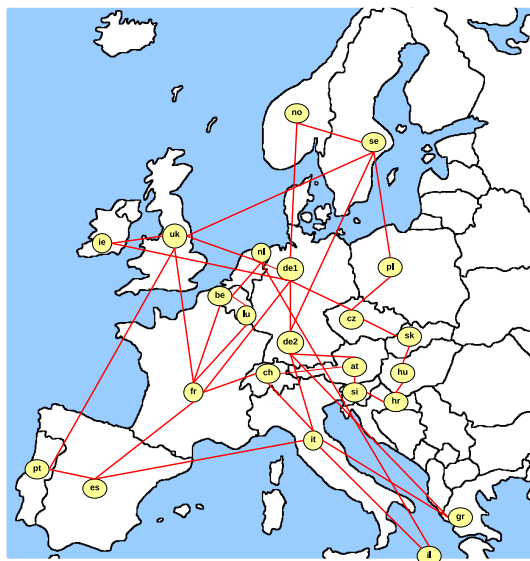 no
se
uk
ie
nl
de1
pl
be
lu
cz
sk
de2
ch
at
hu
fr
si
hr
it
pt
es
gr
il